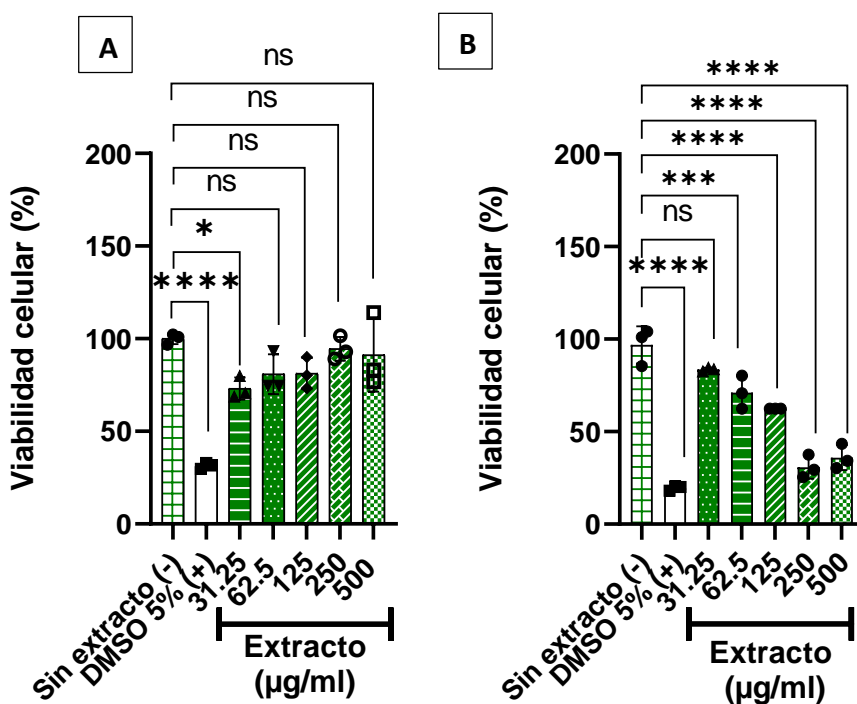 A
ns
ns
ns
ns
*
****
Viabilidad celular (%)
200
150
100
50
0
Sin extracto (-)
DMSO 5% (+)
31.25
62.5
125
250
500
Extracto
(µg/ml)
B
****
****
****
***
ns
****
Viabilidad celular (%)
200
150
100
50
0
Sin extracto (-)
DMSO 5% (+)
31.25
62.5
125
250
500
Extracto
(µg/ml)